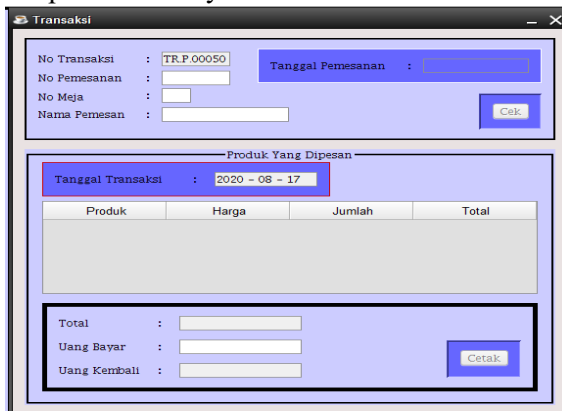 Transaksi
No Transaksi : TR.P.00050
Tanggal Pemesanan :
No Pemesanan :
No Meja :
Nama Pemesan :
Cek
Produk Yang Dipesan
Tanggal Transaksi : 2020 - 08 - 17
Produk Harga Jumlah Total
Total :
Uang Bayar :
Uang Kembali :
Cetak